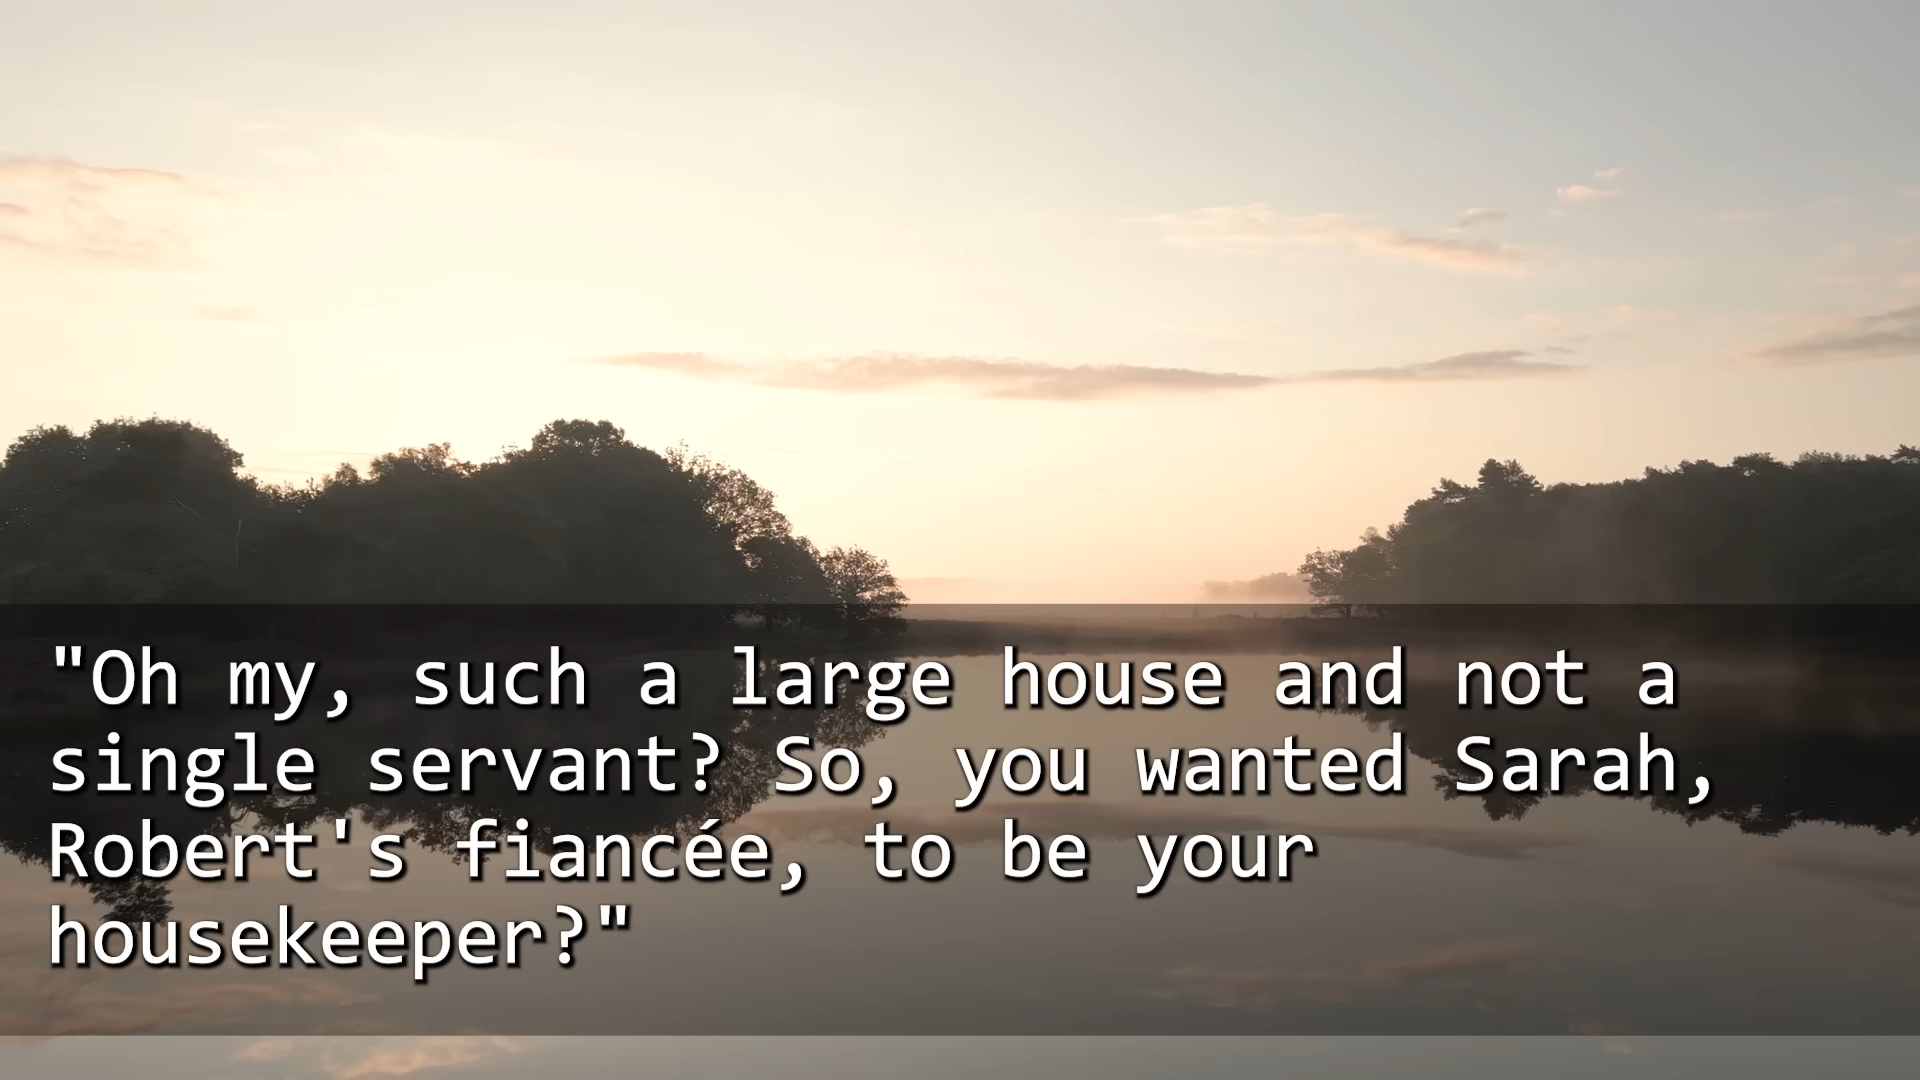 "Oh my, such a large house and not a
single servant? So, you wanted Sarah,
Robert's fiancée, to be your
housekeeper?"